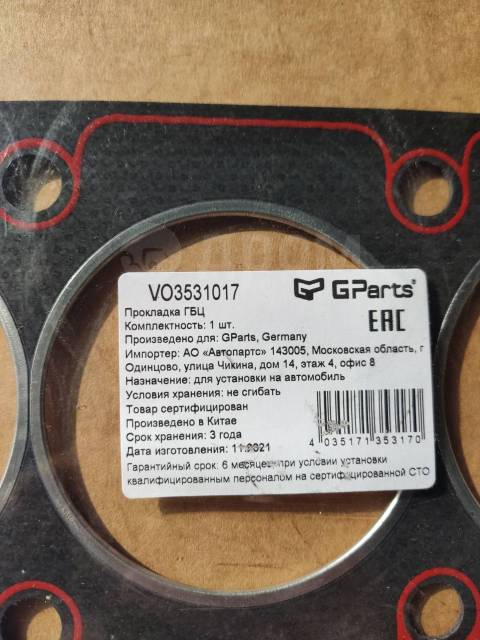 VO3531017
GParts
Прокладка ГБЦ
Комплектность: 1 шт.
EAC
Произведено для: GParts, Germany
Импортер: АО «Автопартс» 143005, Московская область, г
Одинцово, улица Чикина, дом 14, этаж 4, офис 8
Назначение: для установки на автомобиль
Условия хранения: не сгибать
Товар сертифицирован
Произведено в Китае
Срок хранения: 3 года
4 035171 353170
Дата изготовления:
Гарантийный срок: 6 месяцев при условии установки
квалифицированным персоналом на сертифицированной СТО